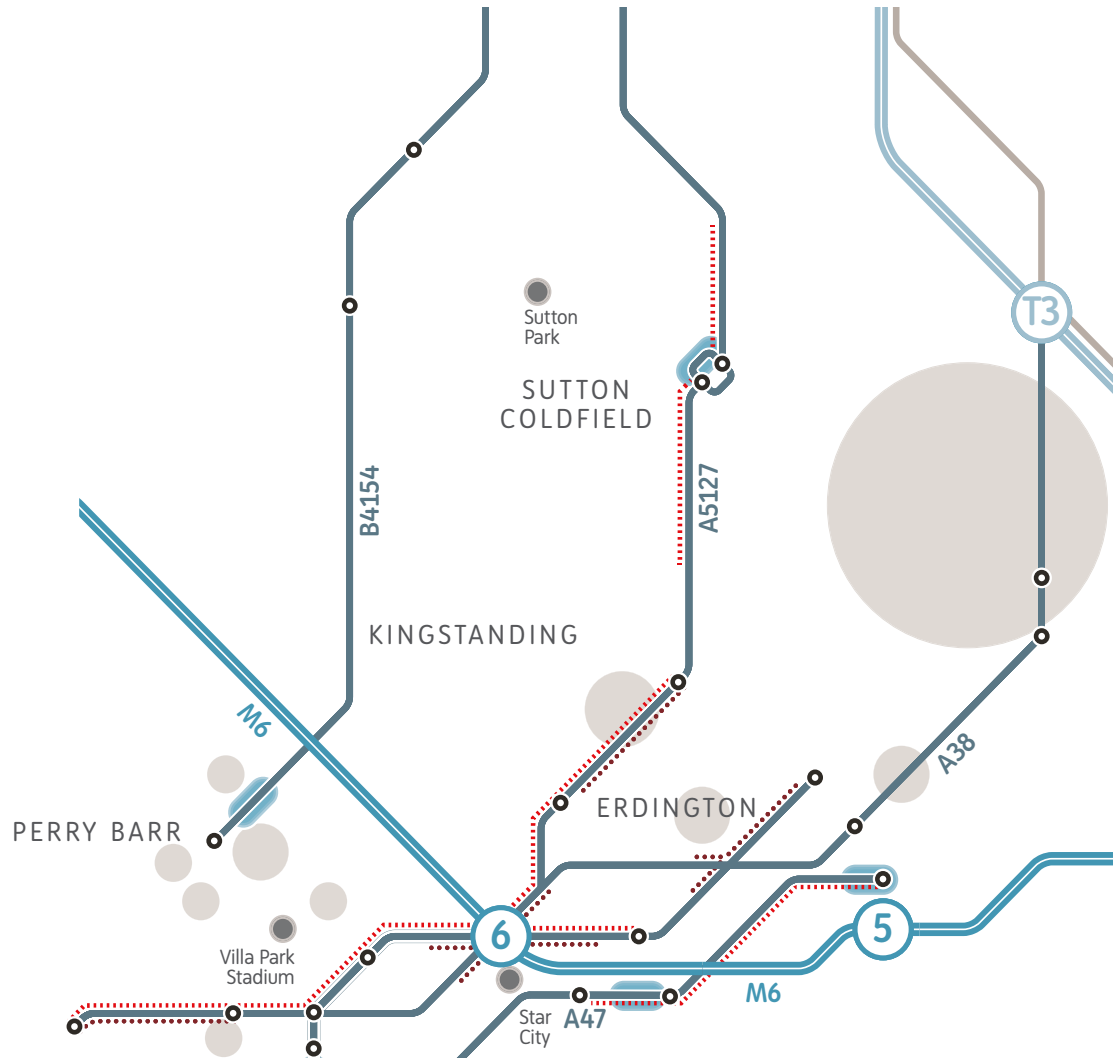 T3
Sutton
Park
SUTTON
COLDFIELD
B4154
A5127
KINGSTANDING
M6
A38
ERDINGTON
PERRY BARR
6
5
Villa Park
Stadium
M6
Star
City
A47